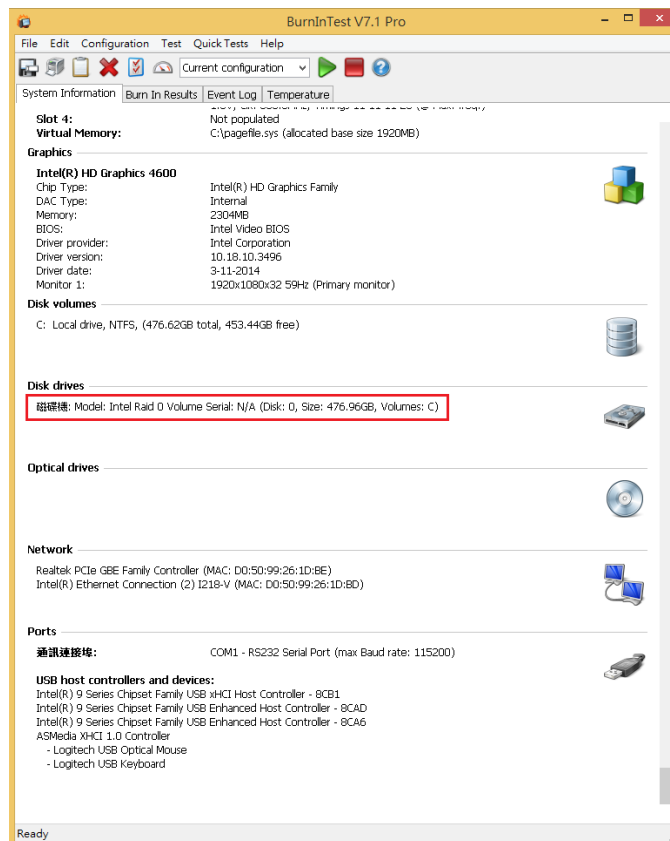 BurnInTest V7.1 Pro
File Edit Configuration Test Quick Tests Help
Current configuration
System Information Burn In Results Event Log Temperature
Slot 4: Not populated
Virtual Memory: C:\pagefile.sys (allocated base size 1920MB)
Graphics
Intel(R) HD Graphics 4600
Chip Type: Intel(R) HD Graphics Family
DAC Type: Internal
Memory: 2304MB
BIOS: Intel Video BIOS
Driver provider: Intel Corporation
Driver version: 10.18.10.3496
Driver date: 3-11-2014
Monitor 1: 1920x1080x32 59Hz (Primary monitor)
Disk volumes
C: Local drive, NTFS, (476.62GB total, 453.44GB free)
Disk drives
磁碟機: Model: Intel Raid 0 Volume Serial: N/A (Disk: 0, Size: 476.96GB, Volumes: C)
Optical drives
Network
Realtek PCIe GBE Family Controller (MAC: D0:50:99:26:1D:BE)
Intel(R) Ethernet Connection (2) I218-V (MAC: D0:50:99:26:1D:BD)
Ports
通訊連接埠: COM1 - RS232 Serial Port (max Baud rate: 115200)
USB host controllers and devices:
Intel(R) 9 Series Chipset Family USB xHCI Host Controller - 8CB1
Intel(R) 9 Series Chipset Family USB Enhanced Host Controller - 8CAD
Intel(R) 9 Series Chipset Family USB Enhanced Host Controller - 8CA6
ASMedia XHCI 1.0 Controller
- Logitech USB Optical Mouse
- Logitech USB Keyboard
Ready